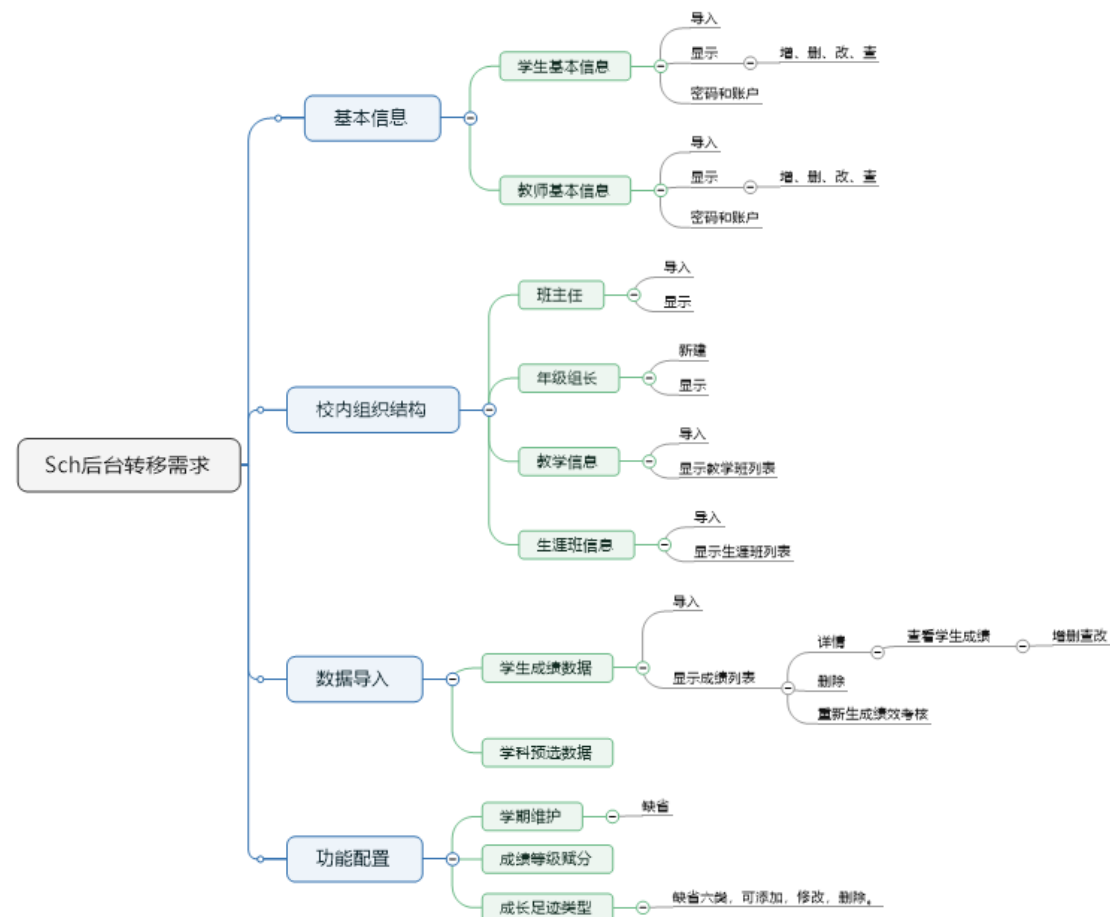 Sch后台转移需求
基本信息
学生基本信息
导入
显示
增、删、改、查
密码和账户
教师基本信息
导入
显示
增、删、改、查
密码和账户
校内组织结构
班主任
导入
显示
年级组长
新建
显示
教学信息
导入
显示教学班列表
生涯班信息
导入
显示生涯班列表
数据导入
学生成绩数据
导入
显示成绩列表
详情
查看学生成绩
增删查改
删除
重新生成绩效考核
学科预选数据
功能配置
学期维护
缺省
成绩等级赋分
成长足迹类型
缺省六类，可添加，修改，删除。